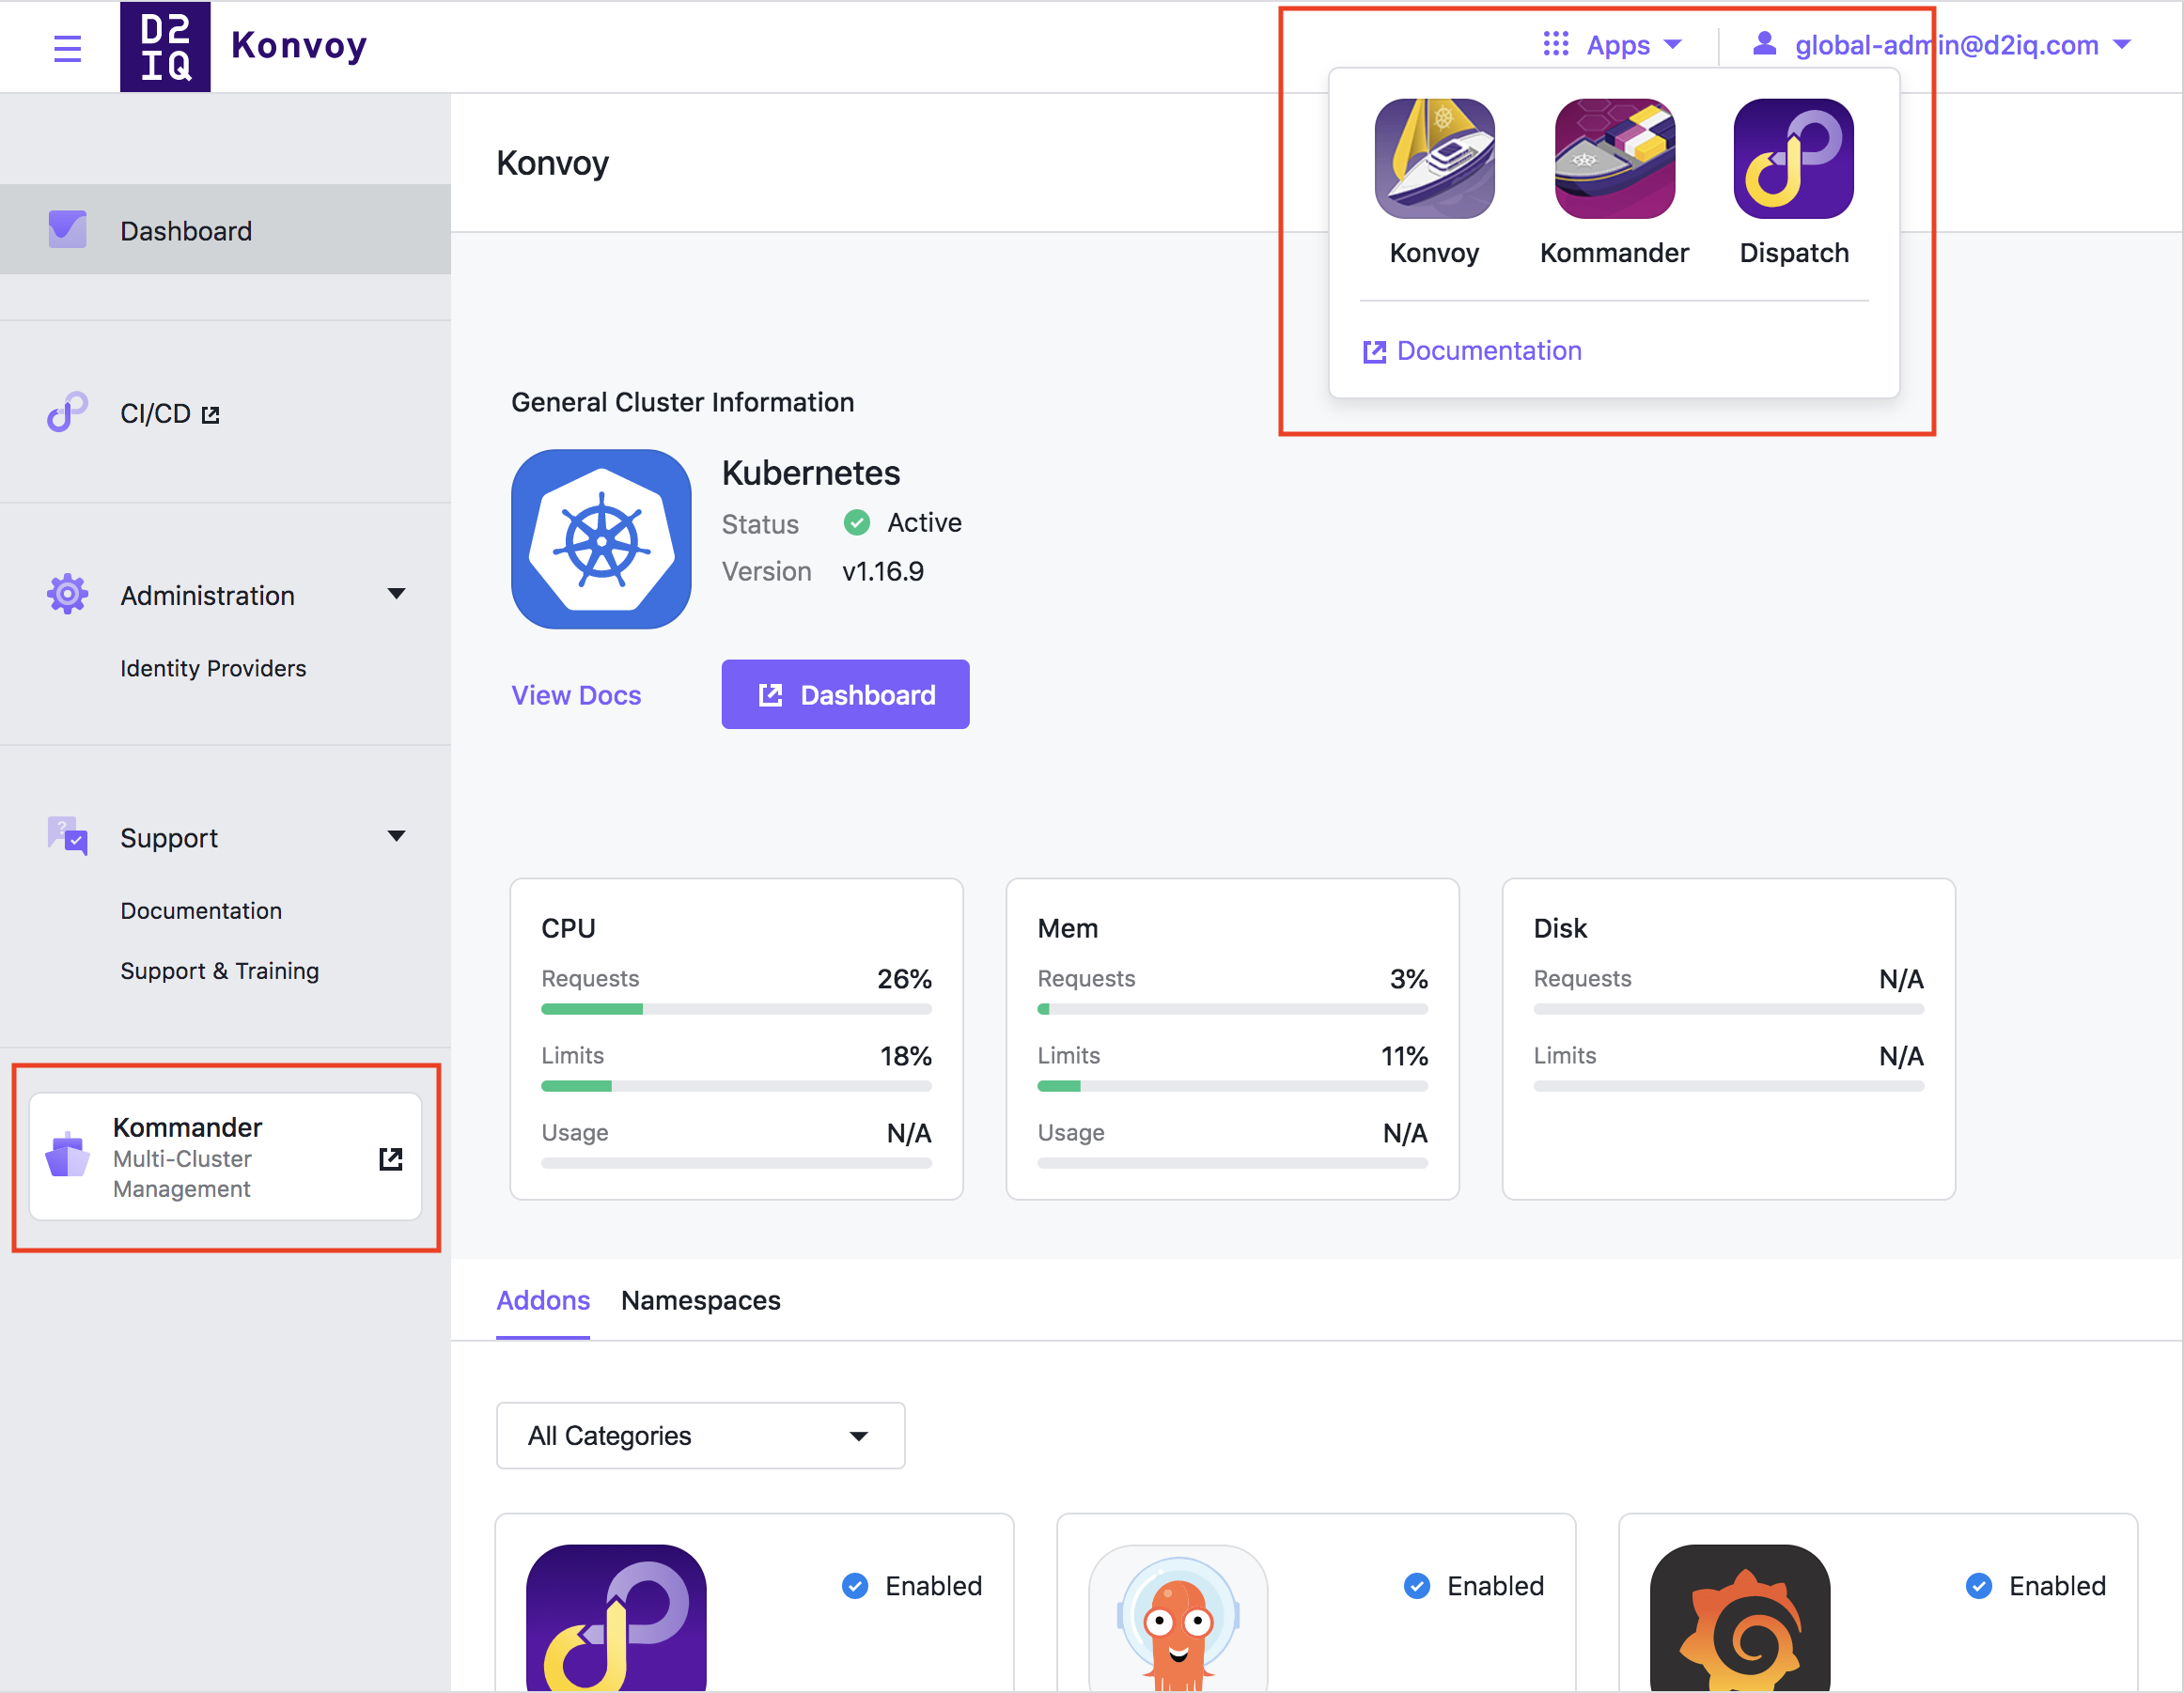 D2
IQ
Konvoy
Apps
global-admin@d2iq.com
Konvoy
Kommander
Dispatch
Documentation
Dashboard
CI/CD
Administration
Identity Providers
Support
Documentation
Support & Training
Kommander
Multi-Cluster
Management
Konvoy
General Cluster Information
Kubernetes
Status Active
Version v1.16.9
View Docs
Dashboard
CPU
Requests 26%
Limits 18%
Usage N/A
Mem
Requests 3%
Limits 11%
Usage N/A
Disk
Requests N/A
Limits N/A
Addons Namespaces
All Categories
Enabled
Enabled
Enabled